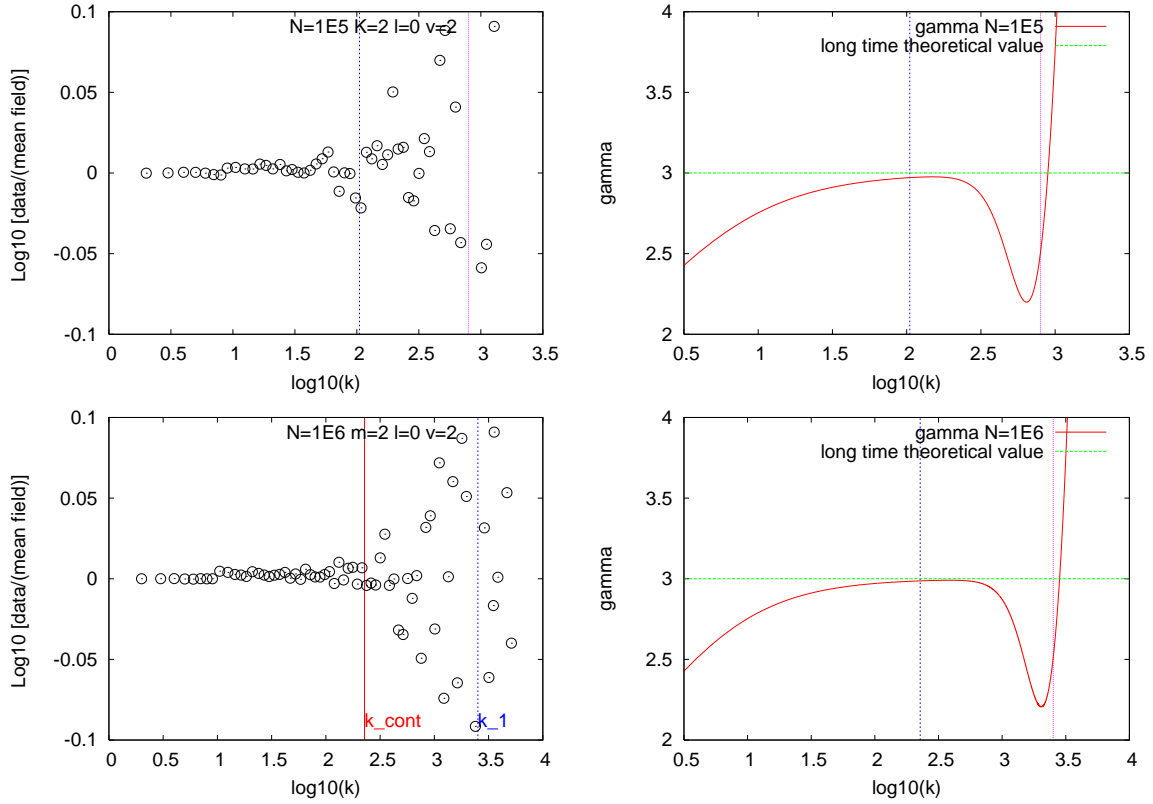 N=1E5 K=2 l=0 v=2
Log10 [data/(mean field)]
0.1
0.05
0
-0.05
-0.1
0 0.5 1 1.5 2 2.5 3 3.5
log10(k)
gamma N=1E5
long time theoretical value
gamma
4
3.5
3
2.5
2
0.5 1 1.5 2 2.5 3 3.5
log10(k)
N=1E6 m=2 l=0 v=2
Log10 [data/(mean field)]
0.1
0.05
0
-0.05
-0.1
k_cont k_1
0 0.5 1 1.5 2 2.5 3 3.5 4
log10(k)
gamma N=1E6
long time theoretical value
gamma
4
3.5
3
2.5
2
0.5 1 1.5 2 2.5 3 3.5 4
log10(k)